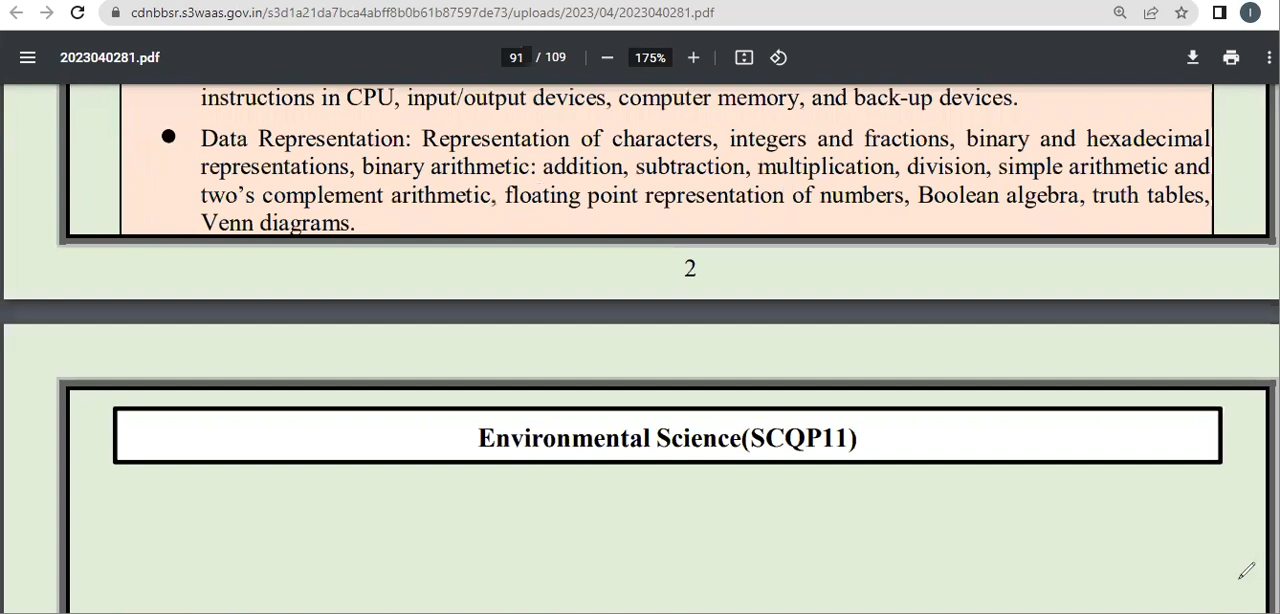 cdnbbsr.s3waas.gov.in/s3d1a21da7bca4abff8b0b61b87597de73/uploads/2023/04/2023040281.pdf
I
2023040281.pdf
91 / 109
175%
instructions in CPU, input/output devices, computer memory, and back-up devices.
● Data Representation: Representation of characters, integers and fractions, binary and hexadecimal
representations, binary arithmetic: addition, subtraction, multiplication, division, simple arithmetic and
two's complement arithmetic, floating point representation of numbers, Boolean algebra, truth tables,
Venn diagrams.
2
Environmental Science(SCQP11)